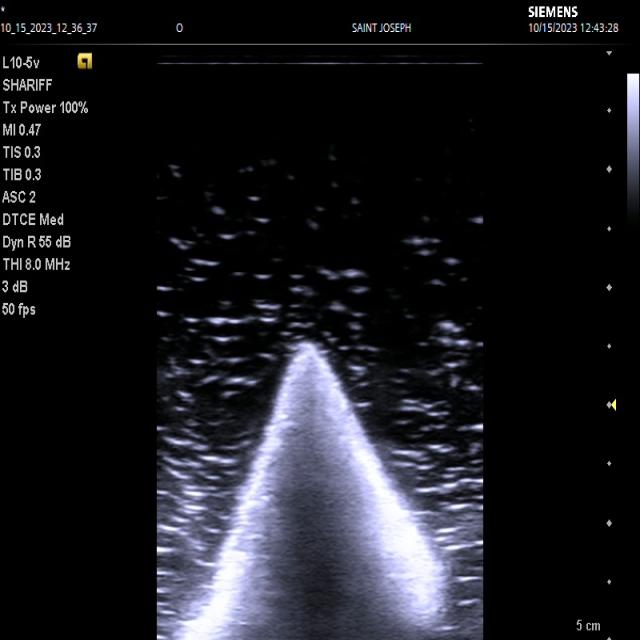 *
SIEMENS
10_15_2023_12_36_37 O SAINT JOSEPH 10/15/2023 12:43:28
L10-5v
SHARIFF
Tx Power 100%
MI 0.47
TIS 0.3
TIB 0.3
ASC 2
DTCE Med
Dyn R 55 dB
THI 8.0 MHz
3 dB
50 fps
5 cm